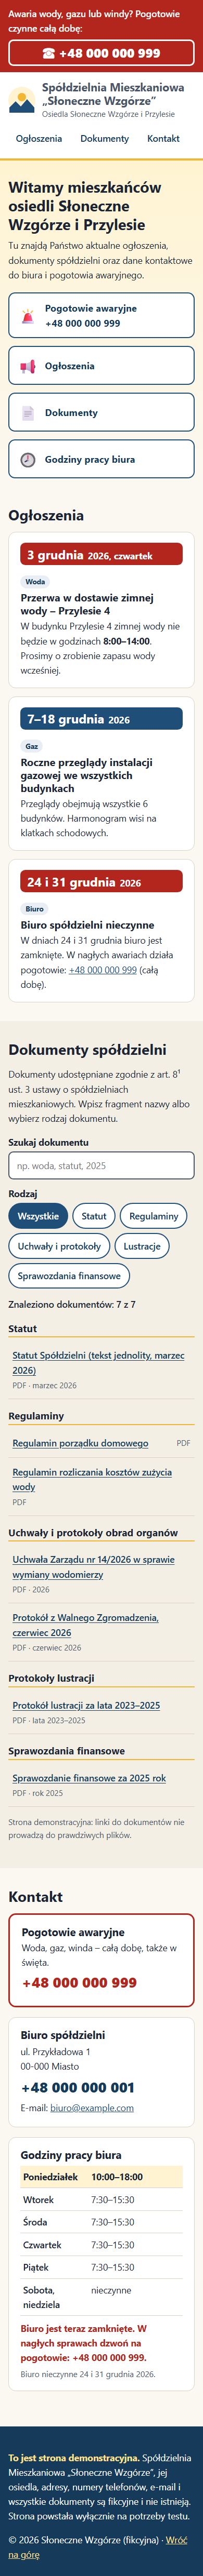 Awaria wody, gazu lub windy? Pogotowie
czynne całą dobę:
☎ +48 000 000 999
Spółdzielnia Mieszkaniowa
„Słoneczne Wzgórze”
Osiedla Słoneczne Wzgórze i Przylesie
Ogłoszenia Dokumenty Kontakt
Witamy mieszkańców
osiedli Słoneczne
Wzgórze i Przylesie
Tu znajdą Państwo aktualne ogłoszenia,
dokumenty spółdzielni oraz dane kontaktowe
do biura i pogotowia awaryjnego.
Pogotowie awaryjne
+48 000 000 999
Ogłoszenia
Dokumenty
Godziny pracy biura
Ogłoszenia
3 grudnia 2026, czwartek
Woda
Przerwa w dostawie zimnej
wody – Przylesie 4
W budynku Przylesie 4 zimnej wody nie
będzie w godzinach 8:00–14:00.
Prosimy o zrobienie zapasu wody
wcześniej.
7–18 grudnia 2026
Gaz
Roczne przeglądy instalacji
gazowej we wszystkich
budynkach
Przeglądy obejmują wszystkie 6
budynków. Harmonogram wisi na
klatkach schodowych.
24 i 31 grudnia 2026
Biuro
Biuro spółdzielni nieczynne
W dniach 24 i 31 grudnia biuro jest
zamknięte. W nagłych awariach działa
pogotowie: +48 000 000 999 (całą
dobę).
Dokumenty spółdzielni
Dokumenty udostępniane zgodnie z art. 8¹
ust. 3 ustawy o spółdzielniach
mieszkaniowych. Wpisz fragment nazwy albo
wybierz rodzaj dokumentu.
Szukaj dokumentu
np. woda, statut, 2025
Rodzaj
Wszystkie Statut Regulaminy
Uchwały i protokoły Lustracje
Sprawozdania finansowe
Znaleziono dokumentów: 7 z 7
Statut
Statut Spółdzielni (tekst jednolity, marzec
2026)
PDF · marzec 2026
Regulaminy
Regulamin porządku domowego PDF
Regulamin rozliczania kosztów zużycia
wody
PDF
Uchwały i protokoły obrad organów
Uchwała Zarządu nr 14/2026 w sprawie
wymiany wodomierzy
PDF · 2026
Protokół z Walnego Zgromadzenia,
czerwiec 2026
PDF · czerwiec 2026
Protokoły lustracji
Protokół lustracji za lata 2023–2025
PDF · lata 2023–2025
Sprawozdania finansowe
Sprawozdanie finansowe za 2025 rok
PDF · rok 2025
Strona demonstracyjna: linki do dokumentów nie
prowadzą do prawdziwych plików.
Kontakt
Pogotowie awaryjne
Woda, gaz, winda – całą dobę, także w
święta.
+48 000 000 999
Biuro spółdzielni
ul. Przykładowa 1
00-000 Miasto
+48 000 000 001
E-mail: biuro@example.com
Godziny pracy biura
Poniedziałek 10:00–18:00
Wtorek 7:30–15:30
Środa 7:30–15:30
Czwartek 7:30–15:30
Piątek 7:30–15:30
Sobota, nieczynne
niedziela
Biuro jest teraz zamknięte. W
nagłych sprawach dzwoń na
pogotowie: +48 000 000 999.
Biuro nieczynne 24 i 31 grudnia 2026.
To jest strona demonstracyjna. Spółdzielnia
Mieszkaniowa „Słoneczne Wzgórze”, jej
osiedla, adresy, numery telefonów, e-mail i
wszystkie dokumenty są fikcyjne i nie istnieją.
Strona powstała wyłącznie na potrzeby testu.
© 2026 Słoneczne Wzgórze (fikcyjna) · Wróć
na górę